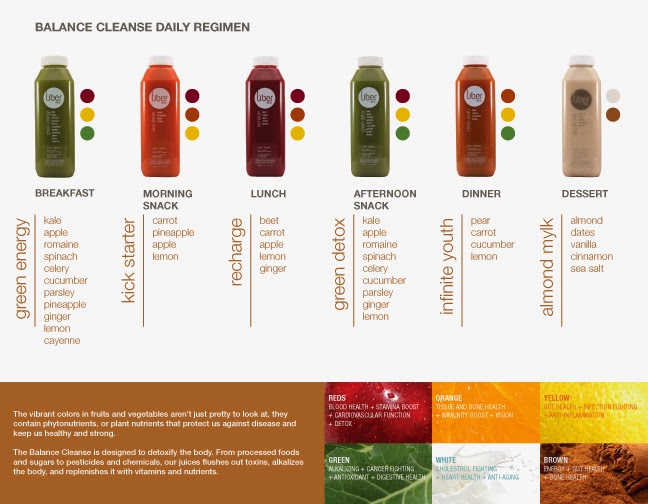 BALANCE CLEANSE DAILY REGIMEN
über
über
über
über
über
über
BREAKFAST
green energy
kale
apple
romaine
spinach
celery
cucumber
parsley
pineapple
ginger
lemon
cayenne
MORNING
SNACK
kick starter
carrot
pineapple
apple
lemon
LUNCH
recharge
beet
carrot
apple
lemon
ginger
AFTERNOON
SNACK
green detox
kale
apple
romaine
spinach
celery
cucumber
parsley
ginger
lemon
DINNER
infinite youth
pear
carrot
cucumber
lemon
DESSERT
almond mylk
almond
dates
vanilla
cinnamon
sea salt
The vibrant colors in fruits and vegetables aren't just pretty to look at, they
contain phytonutrients, or plant nutrients that protect us against disease and
keep us healthy and strong.
The Balance Cleanse is designed to detoxify the body. From processed foods
and sugars to pesticides and chemicals, our juices flushes out toxins, alkalizes
the body, and replenishes it with vitamins and nutrients.
REDS
BLOOD HEALTH + STAMINA BOOST
+ CARDIOVASCULAR FUNCTION
+ DETOX
ORANGE
TISSUE AND BONE HEALTH
+ IMMUNITY BOOST + VISION
YELLOW
GUT HEALTH + INFECTION FIGHTING
+ ANTI-INFLAMMATION
GREEN
ALKALIZING + CANCER FIGHTING
+ ANTIOXIDANT + DIGESTIVE HEALTH
WHITE
CHOLESTROL FIGHTING
+ HEART HEALTH + ANTI-AGING
BROWN
ENERGY + GUT HEALTH
+ BONE HEALTH